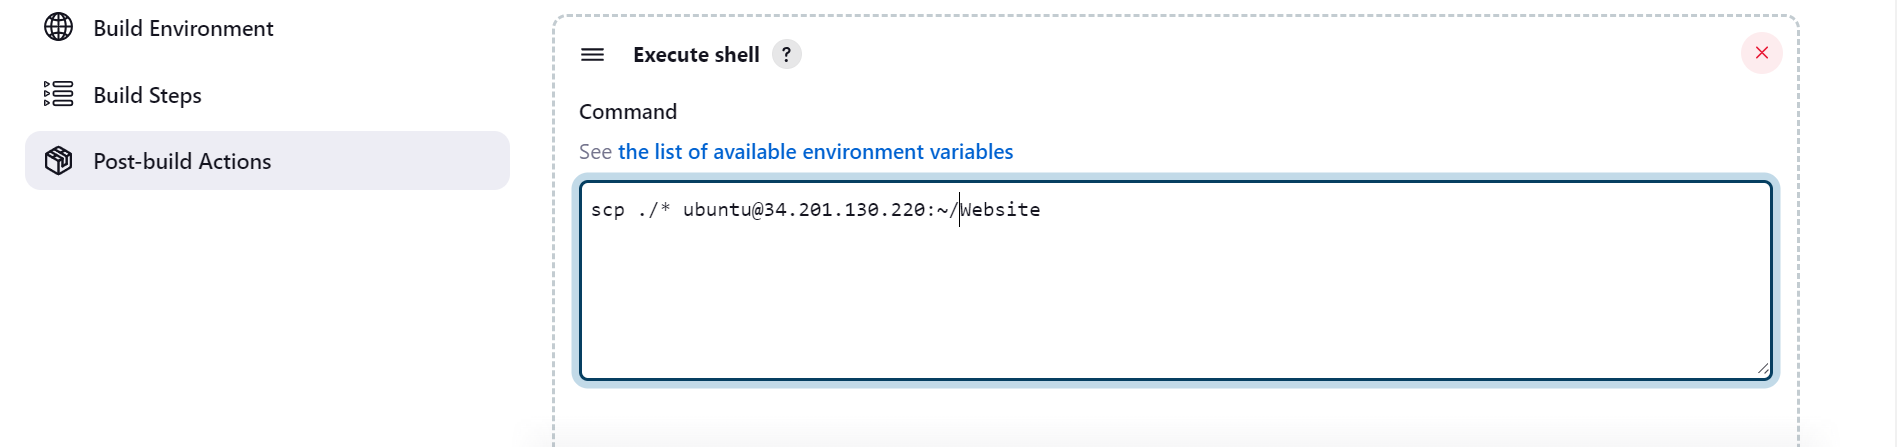 Build Environment
Build Steps
Post-build Actions
Execute shell ?
Command
See the list of available environment variables
scp ./* ubuntu@34.201.130.220:~/Website